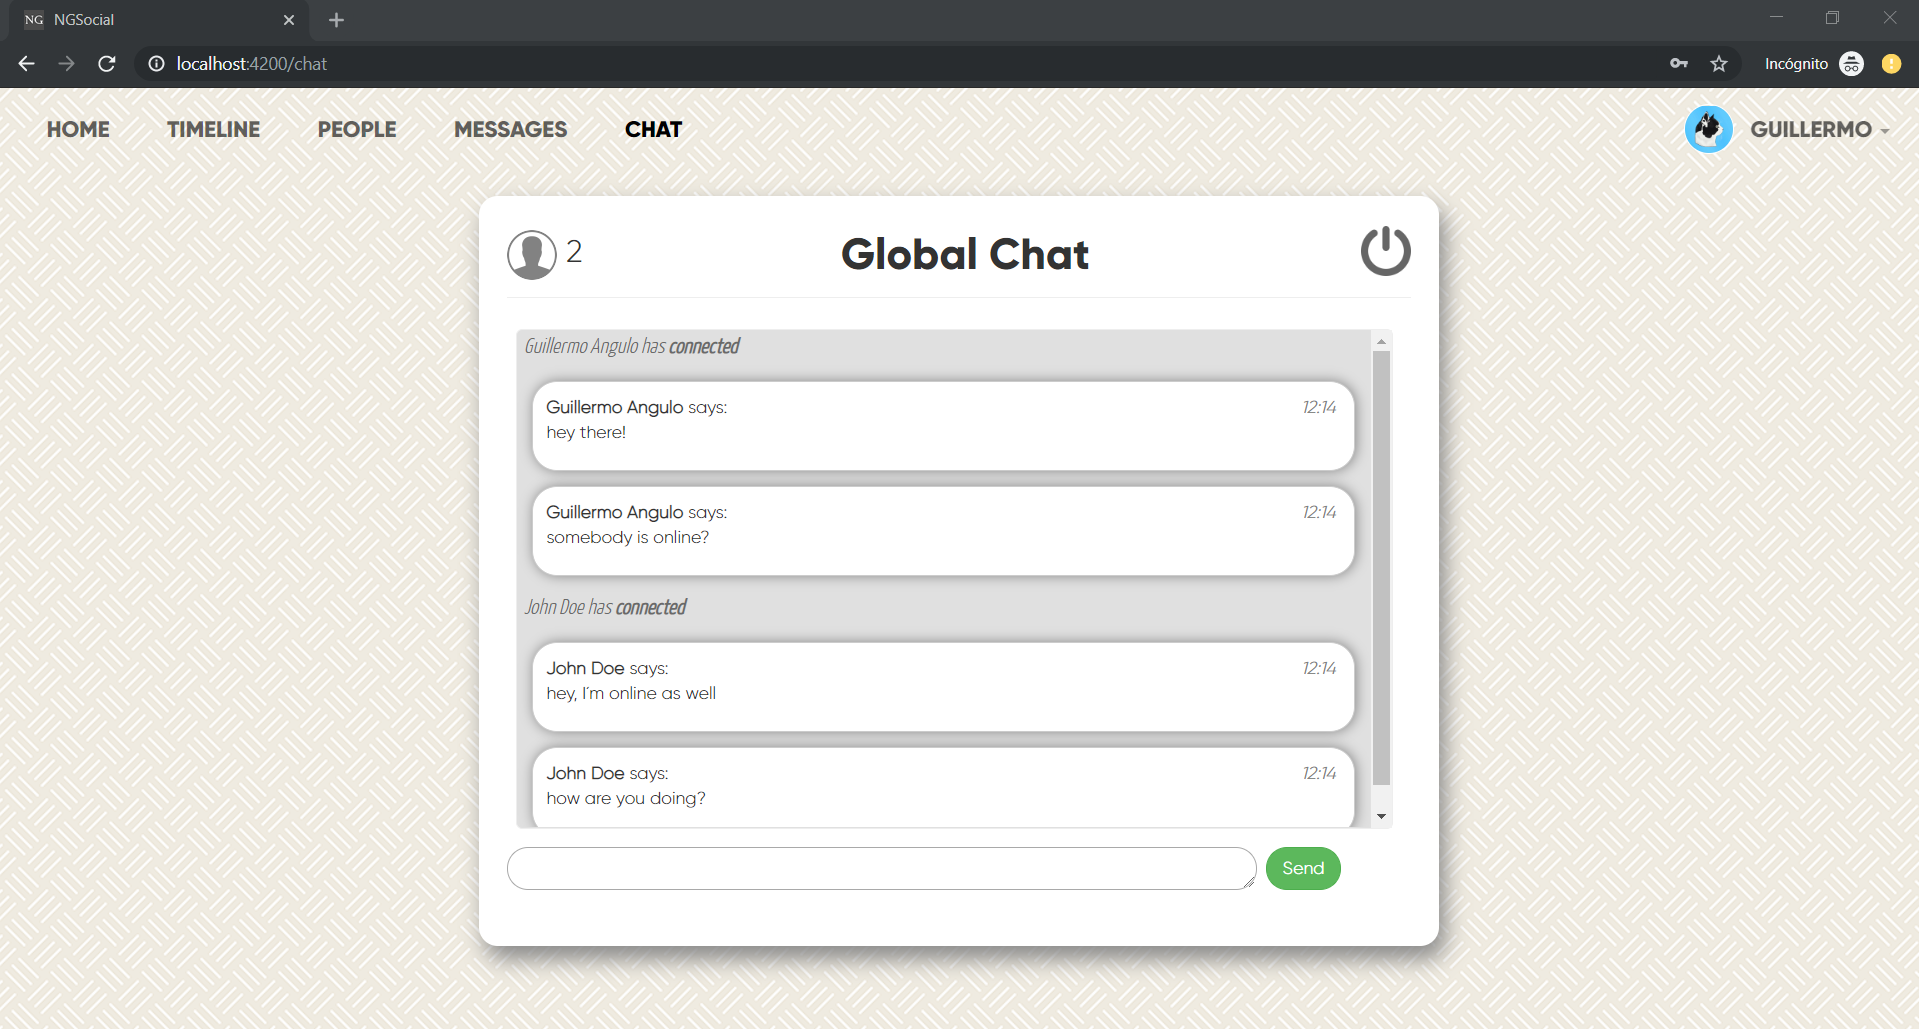 NG NGSocial
localhost:4200/chat
Incógnito
HOME TIMELINE PEOPLE MESSAGES CHAT
GUILLERMO
2
Global Chat
Guillermo Angulo has connected
Guillermo Angulo says: 12:14
hey there!
Guillermo Angulo says: 12:14
somebody is online?
John Doe has connected
John Doe says: 12:14
hey, I´m online as well
John Doe says: 12:14
how are you doing?
Send